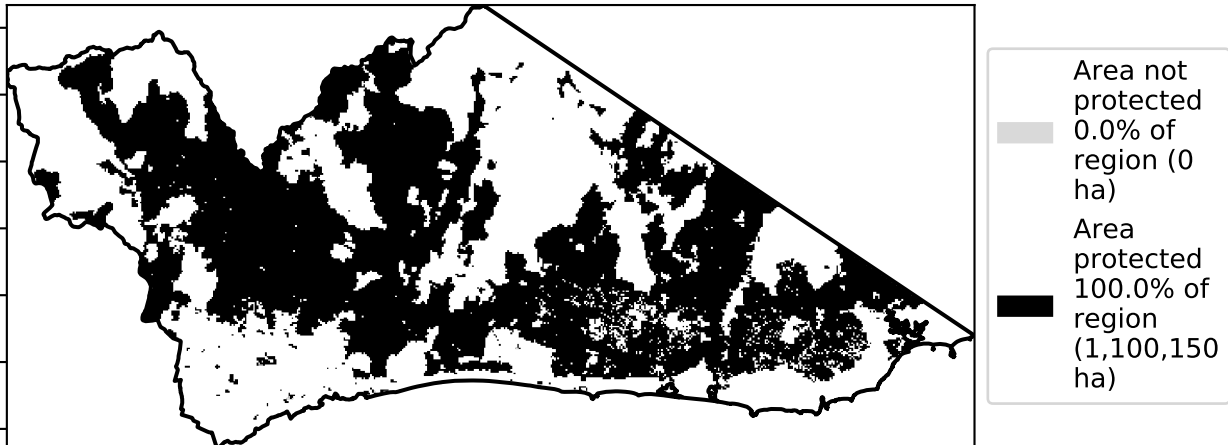 Area not
protected
0.0% of
region (0
ha)
Area
protected
100.0% of
region
(1,100,150
ha)